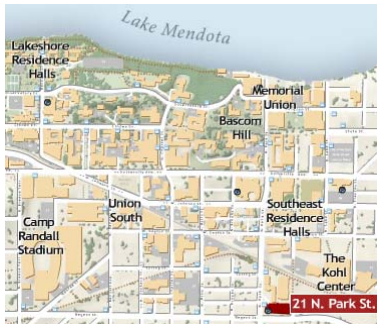 Lake Mendota
Lakeshore
Residence
Halls
Memorial
Union
Bascom
Hill
Union
South
Southeast
Residence
Halls
Camp
Randall
Stadium
The
Kohl
Center
21 N. Park St.